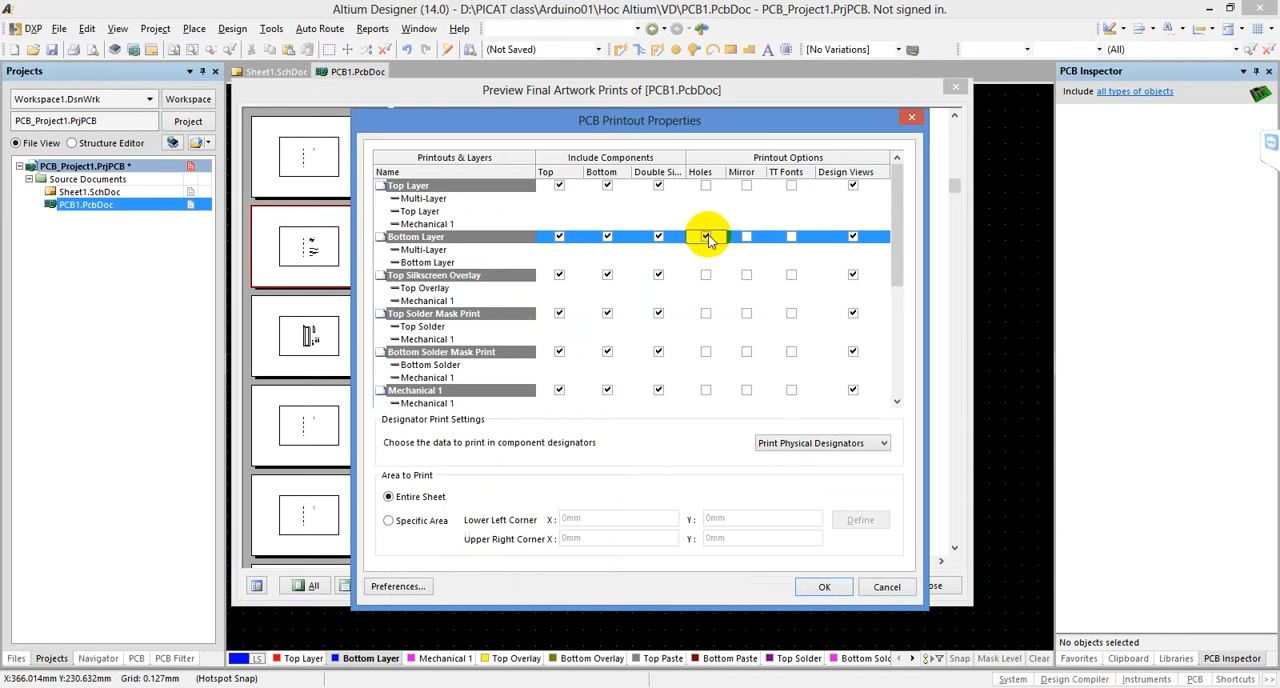 Altium Designer (14.0) - D:\PICAT class\Arduino01\Hoc Altium\VD\PCB1.PcbDoc - PCB_Project1.PrjPCB. Not signed in.
DXP File Edit View Project Place Design Tools Auto Route Reports Window Help
(Not Saved) [No Variations] (All)
Projects
Sheet1.SchDoc PCB1.PcbDoc
PCB Inspector
Include all types of objects
Workspace1.DsnWrk Workspace
PCB_Project1.PrjPCB Project
File View Structure Editor
PCB_Project1.PrjPCB *
Source Documents
Sheet1.SchDoc
PCB1.PcbDoc
Preview Final Artwork Prints of [PCB1.PcbDoc]
PCB Printout Properties
Printouts & Layers Include Components Printout Options
Name Top Bottom Double Si... Holes Mirror TT Fonts Design Views
Top Layer
Multi-Layer
Top Layer
Mechanical 1
Bottom Layer
Multi-Layer
Bottom Layer
Top Silkscreen Overlay
Top Overlay
Mechanical 1
Top Solder Mask Print
Top Solder
Mechanical 1
Bottom Solder Mask Print
Bottom Solder
Mechanical 1
Mechanical 1
Mechanical 1
Designator Print Settings
Choose the data to print in component designators Print Physical Designators
Area to Print
Entire Sheet
Specific Area Lower Left Corner X : 0mm Y : 0mm Define
Upper Right Corner X : 0mm Y : 0mm
Preferences... OK Cancel
All ose
No objects selected
Files Projects Navigator PCB PCB Filter
LS Top Layer Bottom Layer Mechanical 1 Top Overlay Bottom Overlay Top Paste Bottom Paste Top Solder Bottom Solc Snap Mask Level Clear
Favorites Clipboard Libraries PCB Inspector
X:366.014mm Y:230.632mm Grid: 0.127mm (Hotspot Snap)
System Design Compiler Instruments PCB Shortcuts >>